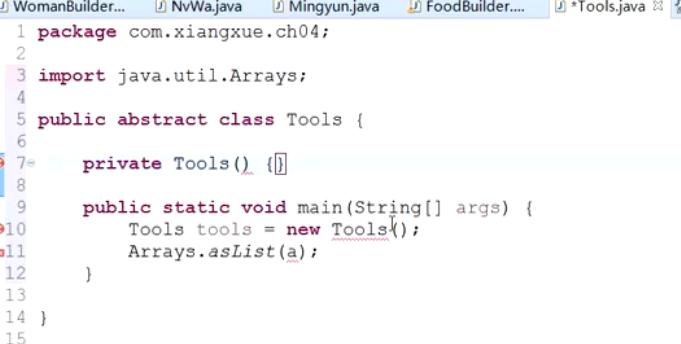 WomanBuilder... NvWa.java Mingyun.java FoodBuilder.... *Tools.java
1 package com.xiangxue.ch04;
2
3 import java.util.Arrays;
4
5 public abstract class Tools {
6
7 private Tools() {}
8
9 public static void main(String[] args) {
10 Tools tools = new Tools();
11 Arrays.asList(a);
12 }
13
14 }
15